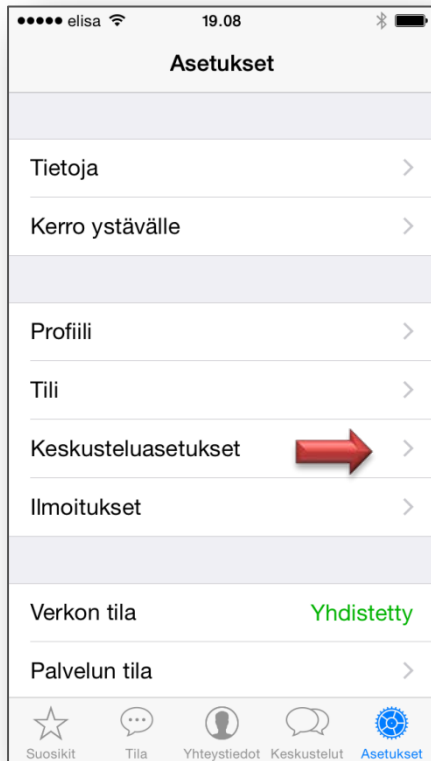 elisa 19.08
Asetukset
Tietoja
Kerro ystävälle
Profiili
Tili
Keskusteluasetukset
Ilmoitukset
Verkon tila Yhdistetty
Palvelun tila
Suosikit Tila Yhteystiedot Keskustelut Asetukset